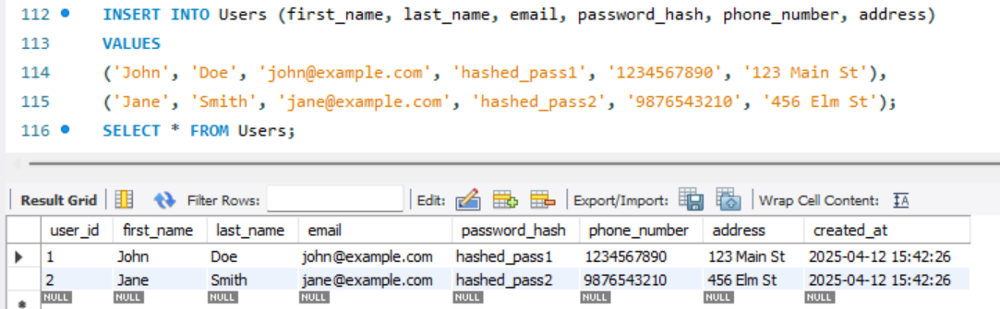 112 INSERT INTO Users (first_name, last_name, email, password_hash, phone_number, address)
113 VALUES
114 ('John', 'Doe', 'john@example.com', 'hashed_pass1', '1234567890', '123 Main St'),
115 ('Jane', 'Smith', 'jane@example.com', 'hashed_pass2', '9876543210', '456 Elm St');
116 SELECT * FROM Users;
Result Grid Filter Rows: Edit: Export/Import: Wrap Cell Content: IA
user_id first_name last_name email password_hash phone_number address created_at
1 John Doe john@example.com hashed_pass1 1234567890 123 Main St 2025-04-12 15:42:26
2 Jane Smith jane@example.com hashed_pass2 9876543210 456 Elm St 2025-04-12 15:42:26
NULL NULL NULL NULL NULL NULL NULL NULL